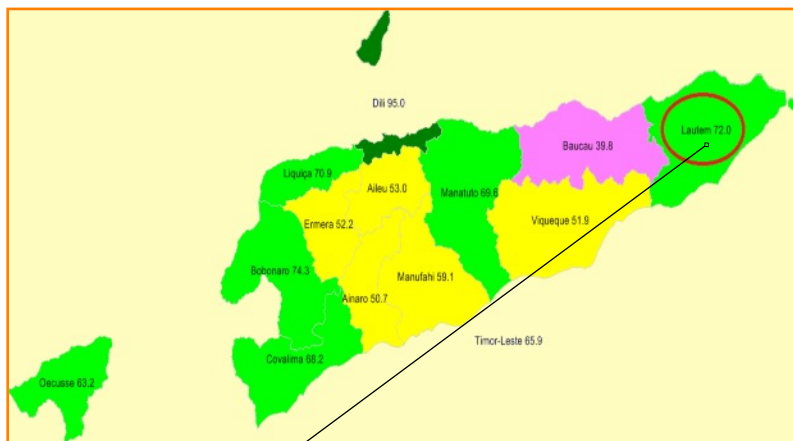 Dili 95.0
Lautem 72.0
Baucau 39.8
Liquiça 70.9
Aileu 53.0
Manatuto 69.6
Ermera 52.2
Viqueque 51.9
Bobonaro 74.3
Manufahi 59.1
Ainaro 50.7
Timor-Leste 65.9
Covalima 68.2
Oecusse 63.2